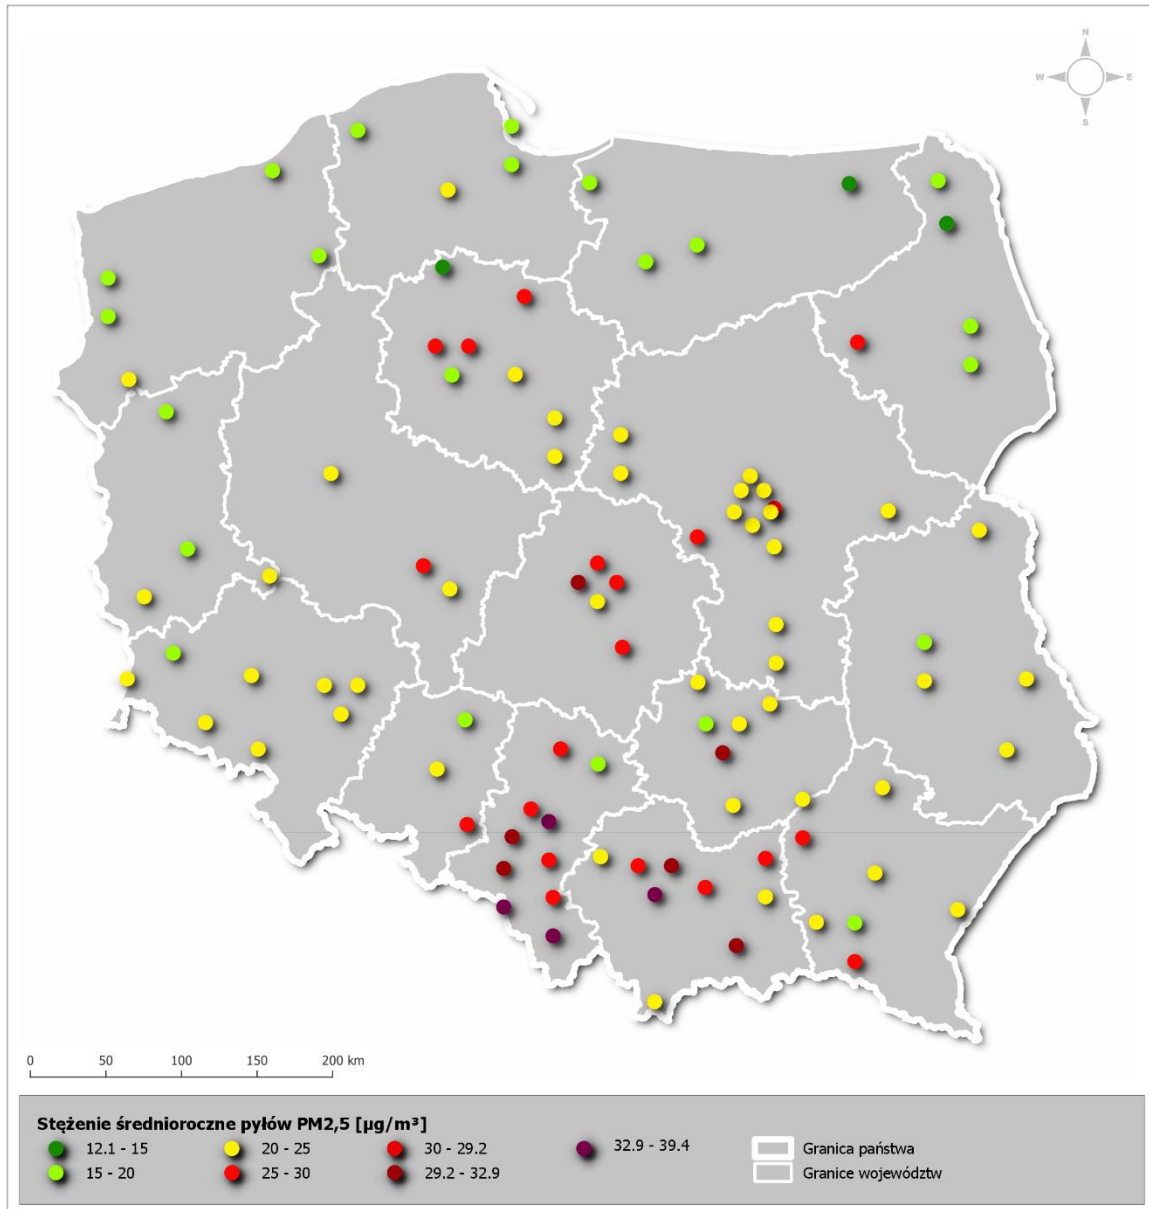 N
W E
S
0 50 100 150 200 km
Stężenie średnioroczne pyłów PM2,5 [µg/m³]
12.1 - 15 20 - 25 30 - 29.2 32.9 - 39.4 Granica państwa
15 - 20 25 - 30 29.2 - 32.9 Granice województw